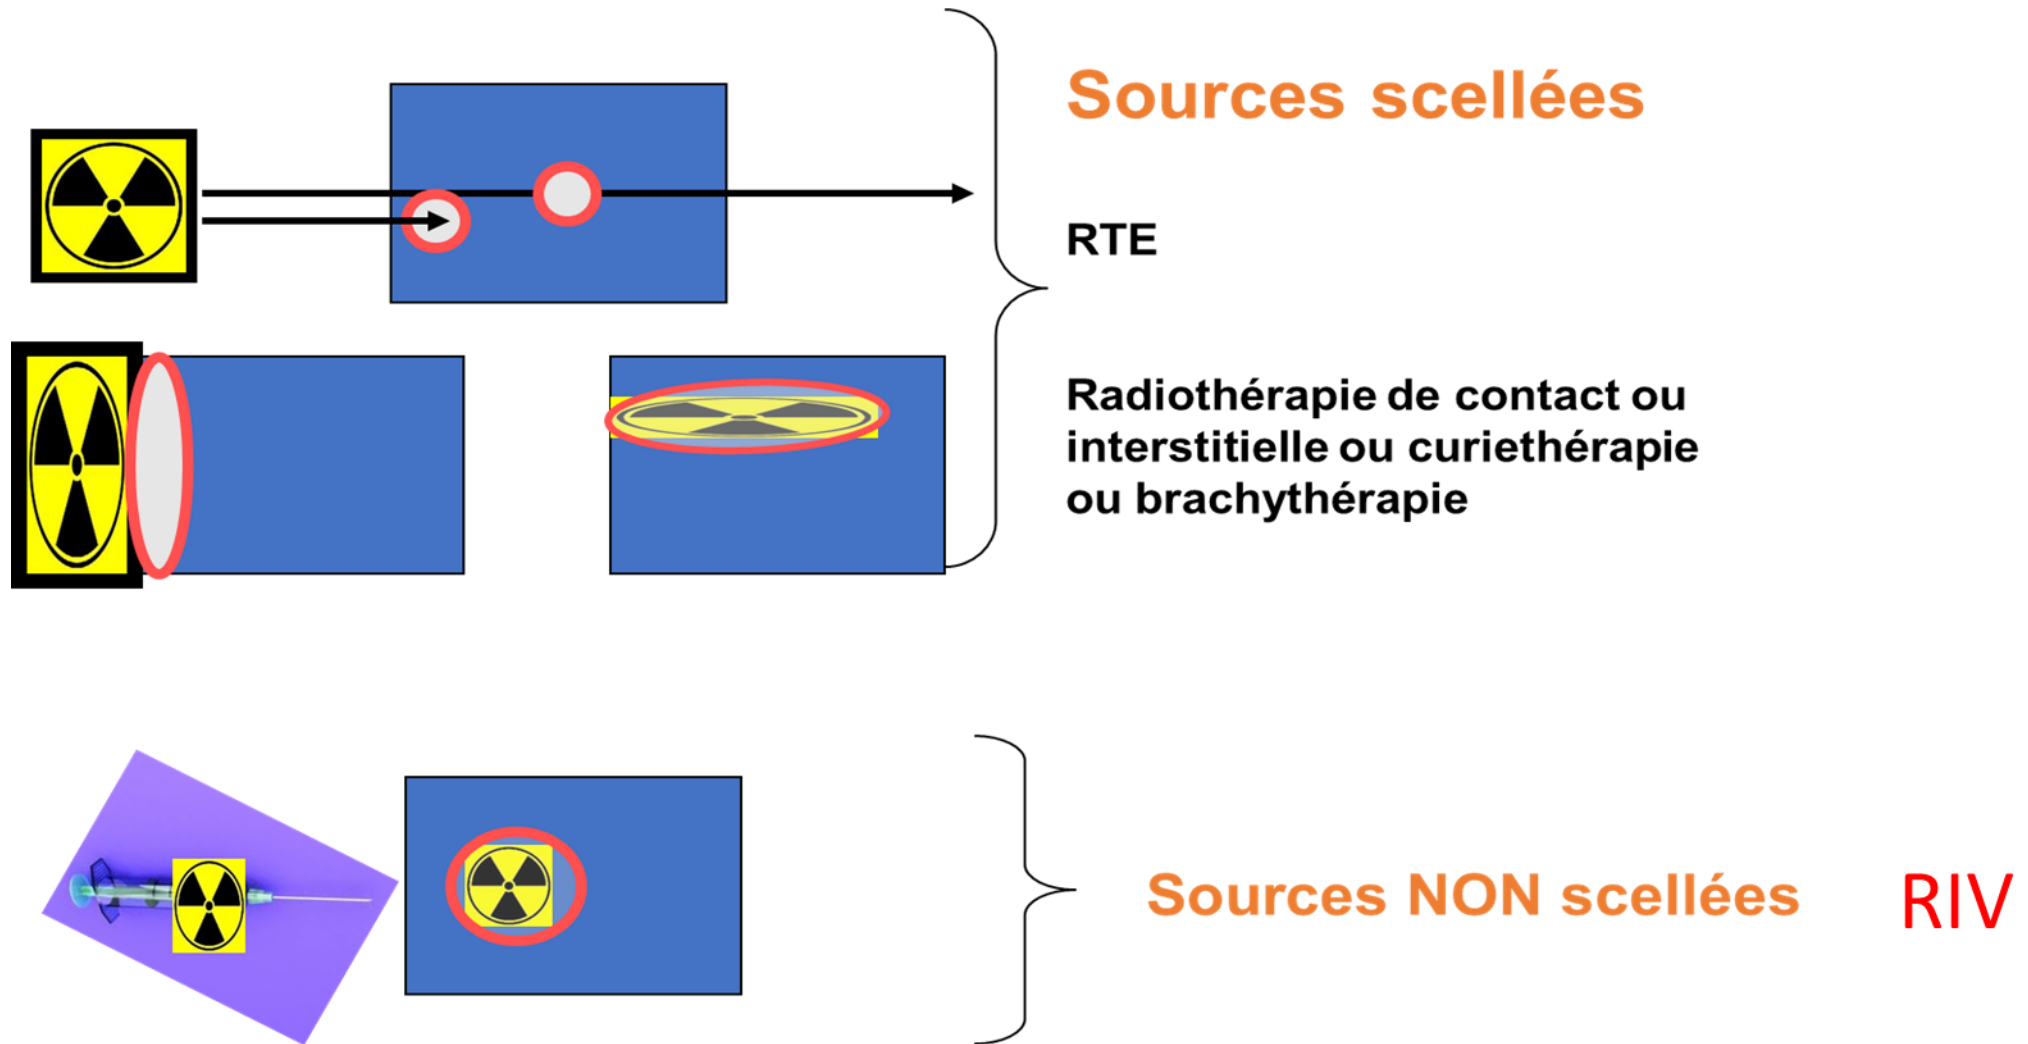 Sources scellées
RTE
Radiothérapie de contact ou
interstitielle ou curiethérapie
ou brachythérapie
Sources NON scellées
RIV